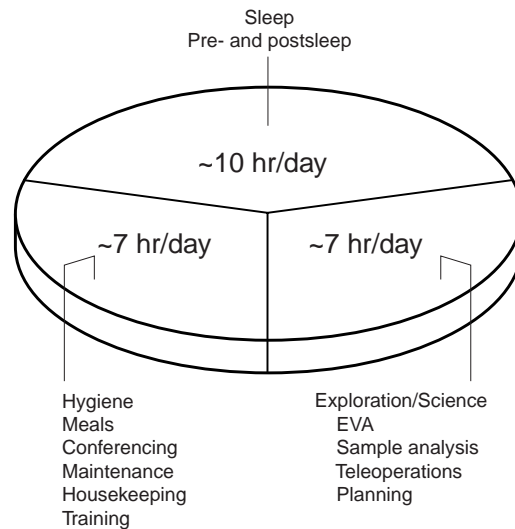 Sleep
Pre- and postsleep
~10 hr/day
~7 hr/day
~7 hr/day
Hygiene
Meals
Conferencing
Maintenance
Housekeeping
Training
Exploration/Science
EVA
Sample analysis
Teleoperations
Planning